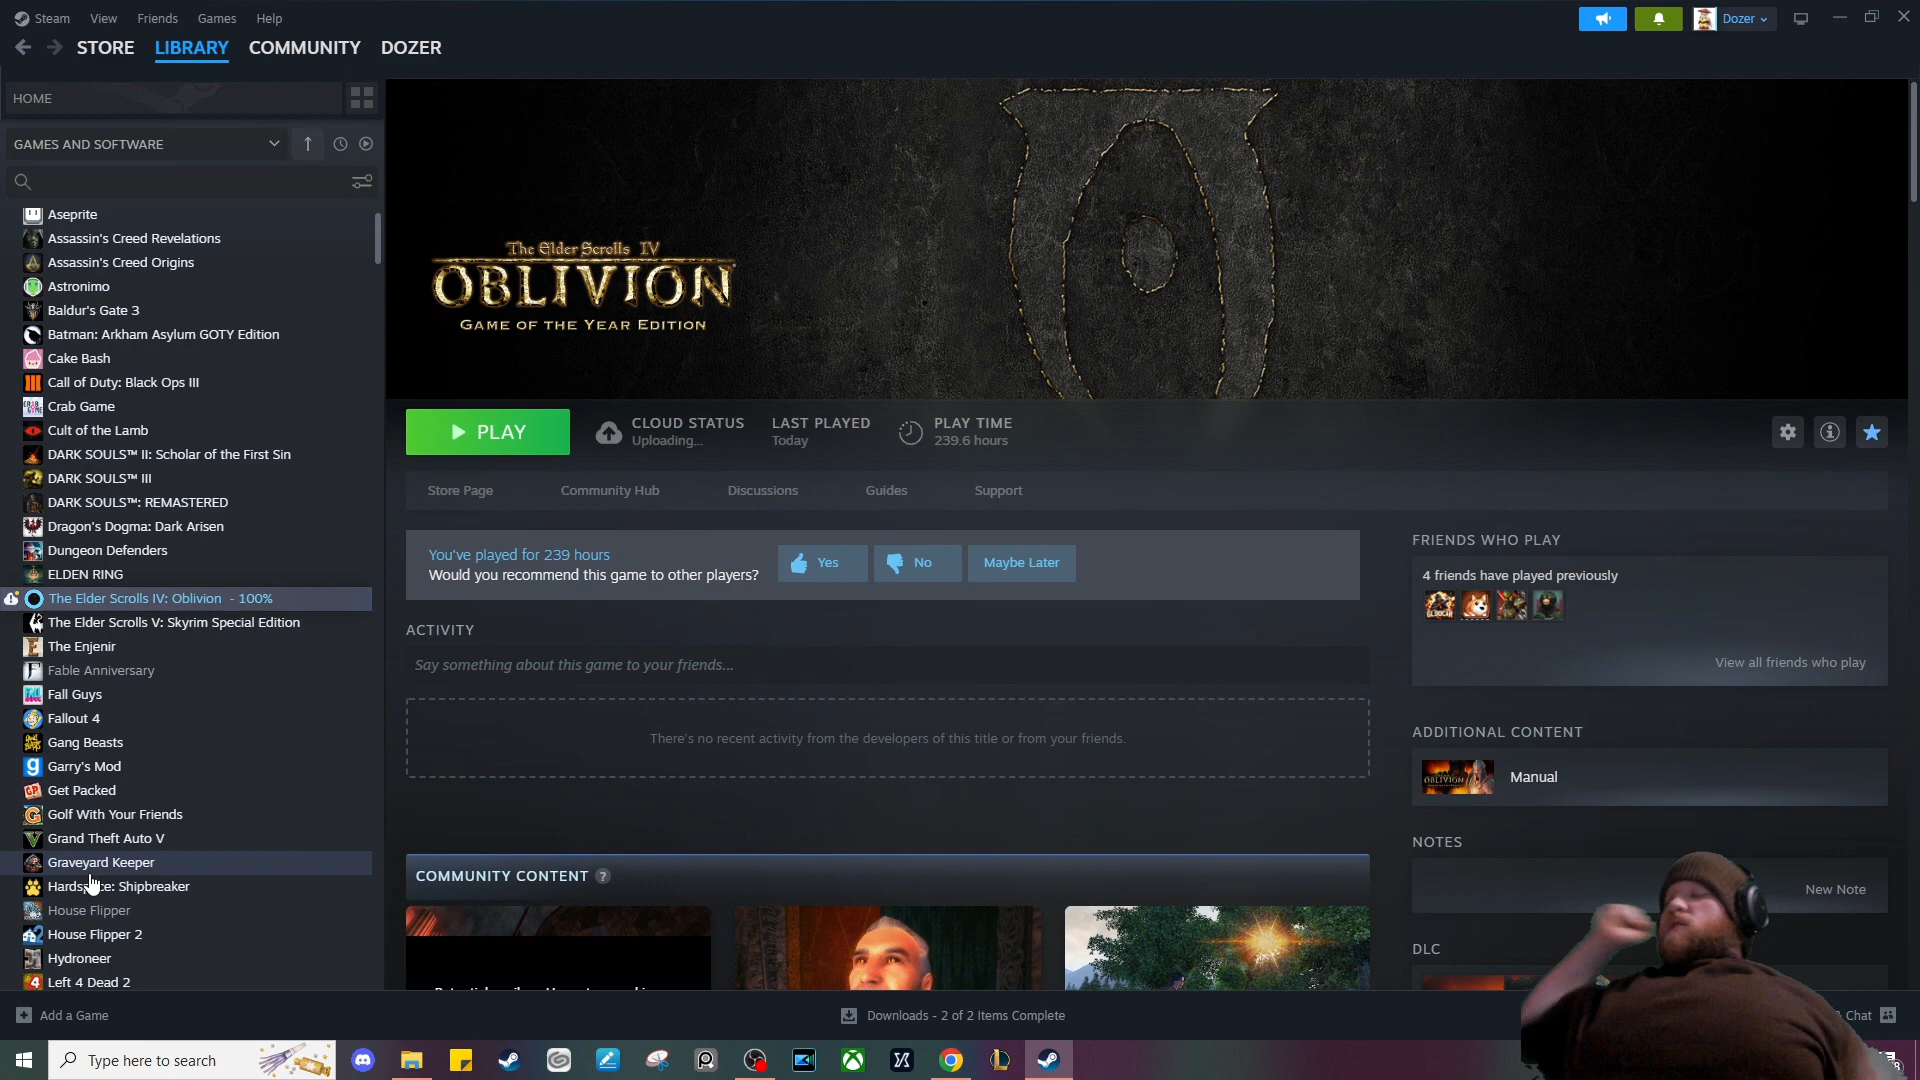 Steam View Friends Games Help
Dozer
STORE LIBRARY COMMUNITY DOZER
HOME
GAMES AND SOFTWARE
Aseprite
Assassin's Creed Revelations
Assassin's Creed Origins
Astronimo
Baldur's Gate 3
Batman: Arkham Asylum GOTY Edition
Cake Bash
Call of Duty: Black Ops III
Crab Game
Cult of the Lamb
DARK SOULS™ II: Scholar of the First Sin
DARK SOULS™ III
DARK SOULS™: REMASTERED
Dragon's Dogma: Dark Arisen
Dungeon Defenders
ELDEN RING
The Elder Scrolls IV: Oblivion - 100%
The Elder Scrolls V: Skyrim Special Edition
The Enjenir
Fable Anniversary
Fall Guys
Fallout 4
Gang Beasts
Garry's Mod
Get Packed
Golf With Your Friends
Grand Theft Auto V
Graveyard Keeper
Shipbreaker
House Flipper
House Flipper 2
Hydroneer
Left 4 Dead 2
Add a Game
The Elder Scrolls IV
OBLIVION
GAME OF THE YEAR EDITION
PLAY
CLOUD STATUS
Uploading...
LAST PLAYED
Today
PLAY TIME
239.6 hours
Store Page Community Hub Discussions Guides Support
You've played for 239 hours
Would you recommend this game to other players?
Yes No Maybe Later
ACTIVITY
Say something about this game to your friends...
There's no recent activity from the developers of this title or from your friends.
COMMUNITY CONTENT ?
FRIENDS WHO PLAY
4 friends have played previously
View all friends who play
ADDITIONAL CONTENT
OBLIVION
Manual
NOTES
New Note
DLC
Downloads - 2 of 2 Items Complete
Chat
Type here to search